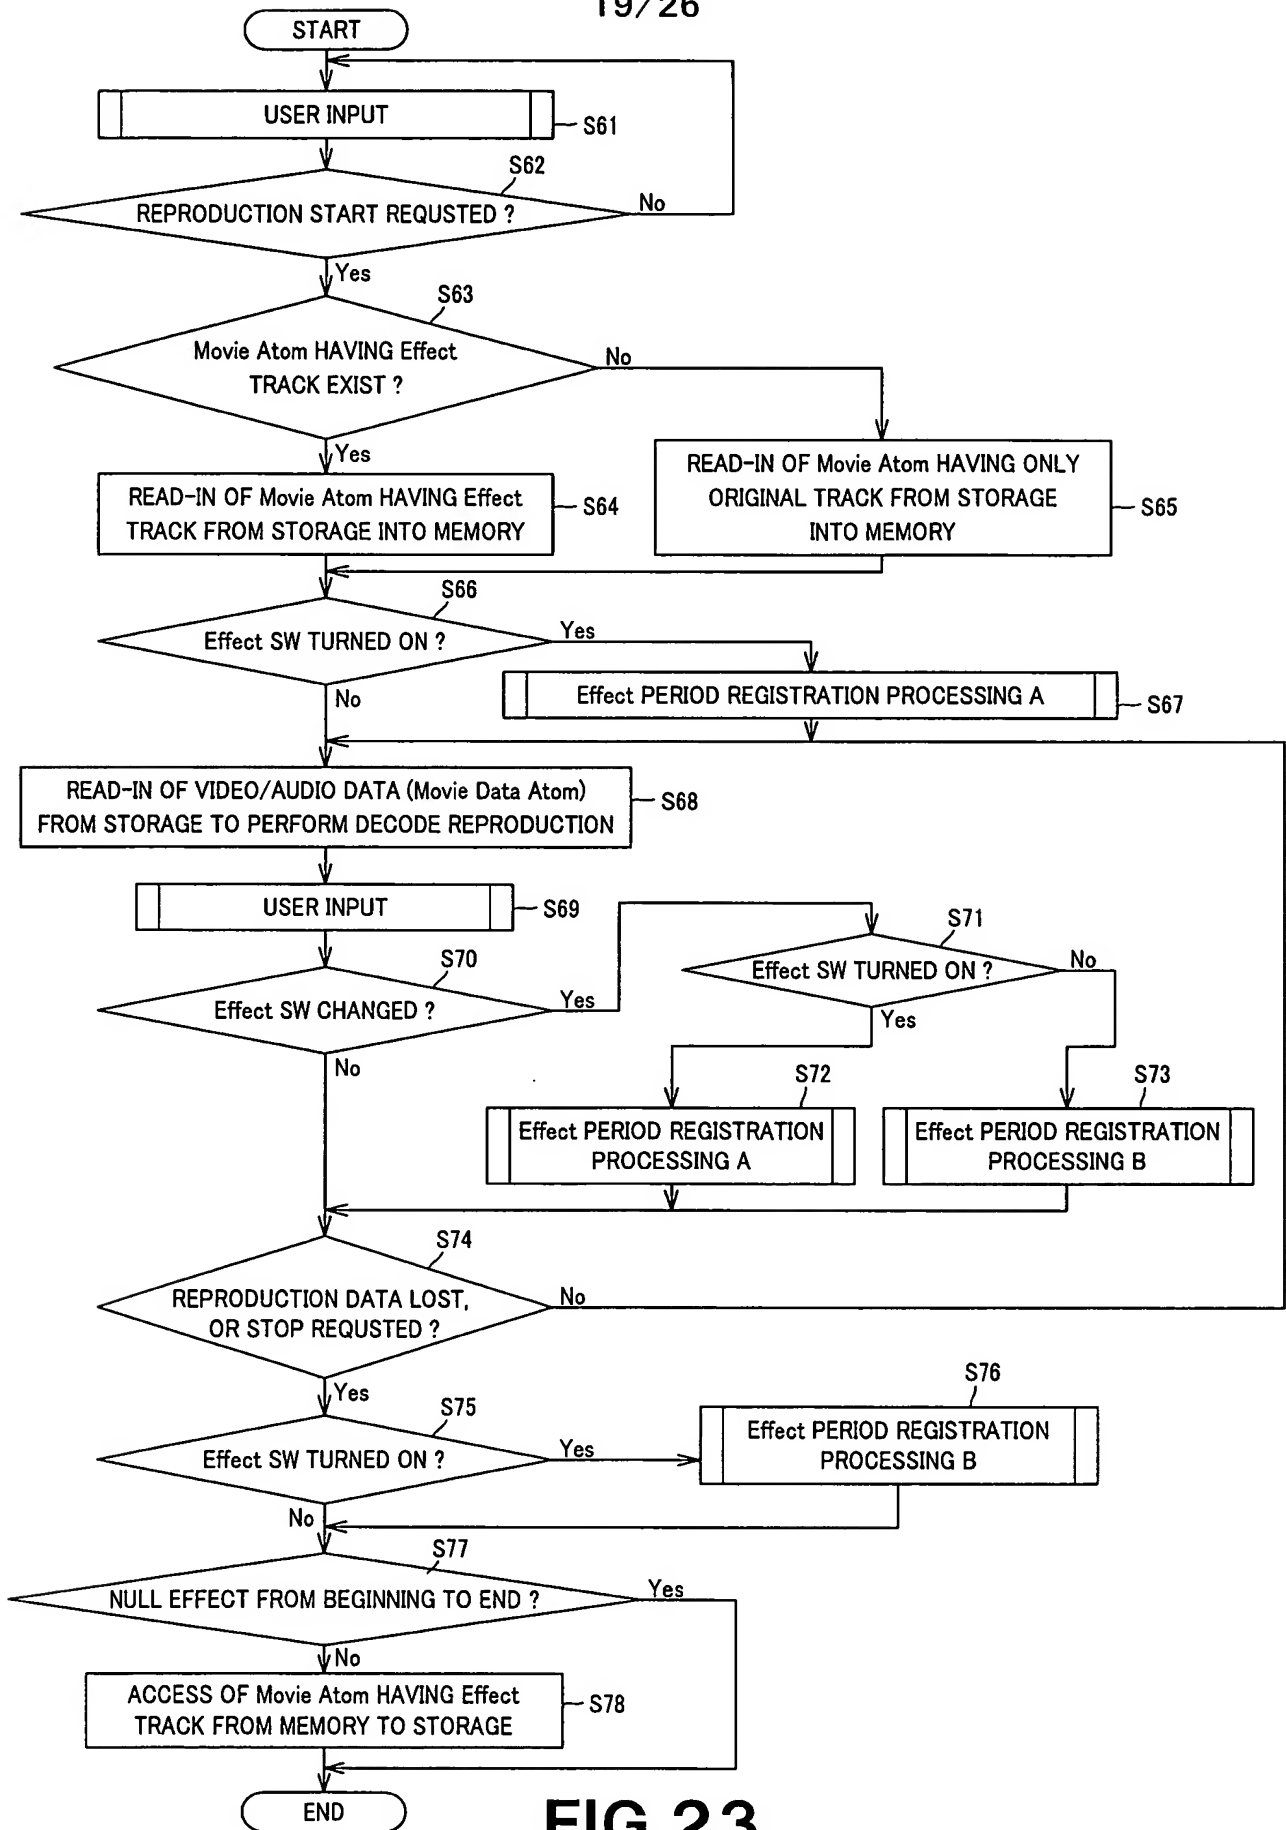 19/26
START
USER INPUT
S61
S62
REPRODUCTION START REQUSTED ?
No
Yes
S63
Movie Atom HAVING Effect
TRACK EXIST ?
No
Yes
READ-IN OF Movie Atom HAVING Effect
TRACK FROM STORAGE INTO MEMORY
S64
READ-IN OF Movie Atom HAVING ONLY
ORIGINAL TRACK FROM STORAGE
INTO MEMORY
S65
S66
Effect SW TURNED ON ?
Yes
No
Effect PERIOD REGISTRATION PROCESSING A
S67
READ-IN OF VIDEO/AUDIO DATA (Movie Data Atom)
FROM STORAGE TO PERFORM DECODE REPRODUCTION
S68
USER INPUT
S69
S70
Effect SW CHANGED ?
Yes
No
S71
Effect SW TURNED ON ?
No
Yes
S72
Effect PERIOD REGISTRATION
PROCESSING A
S73
Effect PERIOD REGISTRATION
PROCESSING B
S74
REPRODUCTION DATA LOST,
OR STOP REQUSTED ?
No
Yes
S75
Effect SW TURNED ON ?
Yes
No
S76
Effect PERIOD REGISTRATION
PROCESSING B
S77
NULL EFFECT FROM BEGINNING TO END ?
Yes
No
ACCESS OF Movie Atom HAVING Effect
TRACK FROM MEMORY TO STORAGE
S78
END
FIG.23